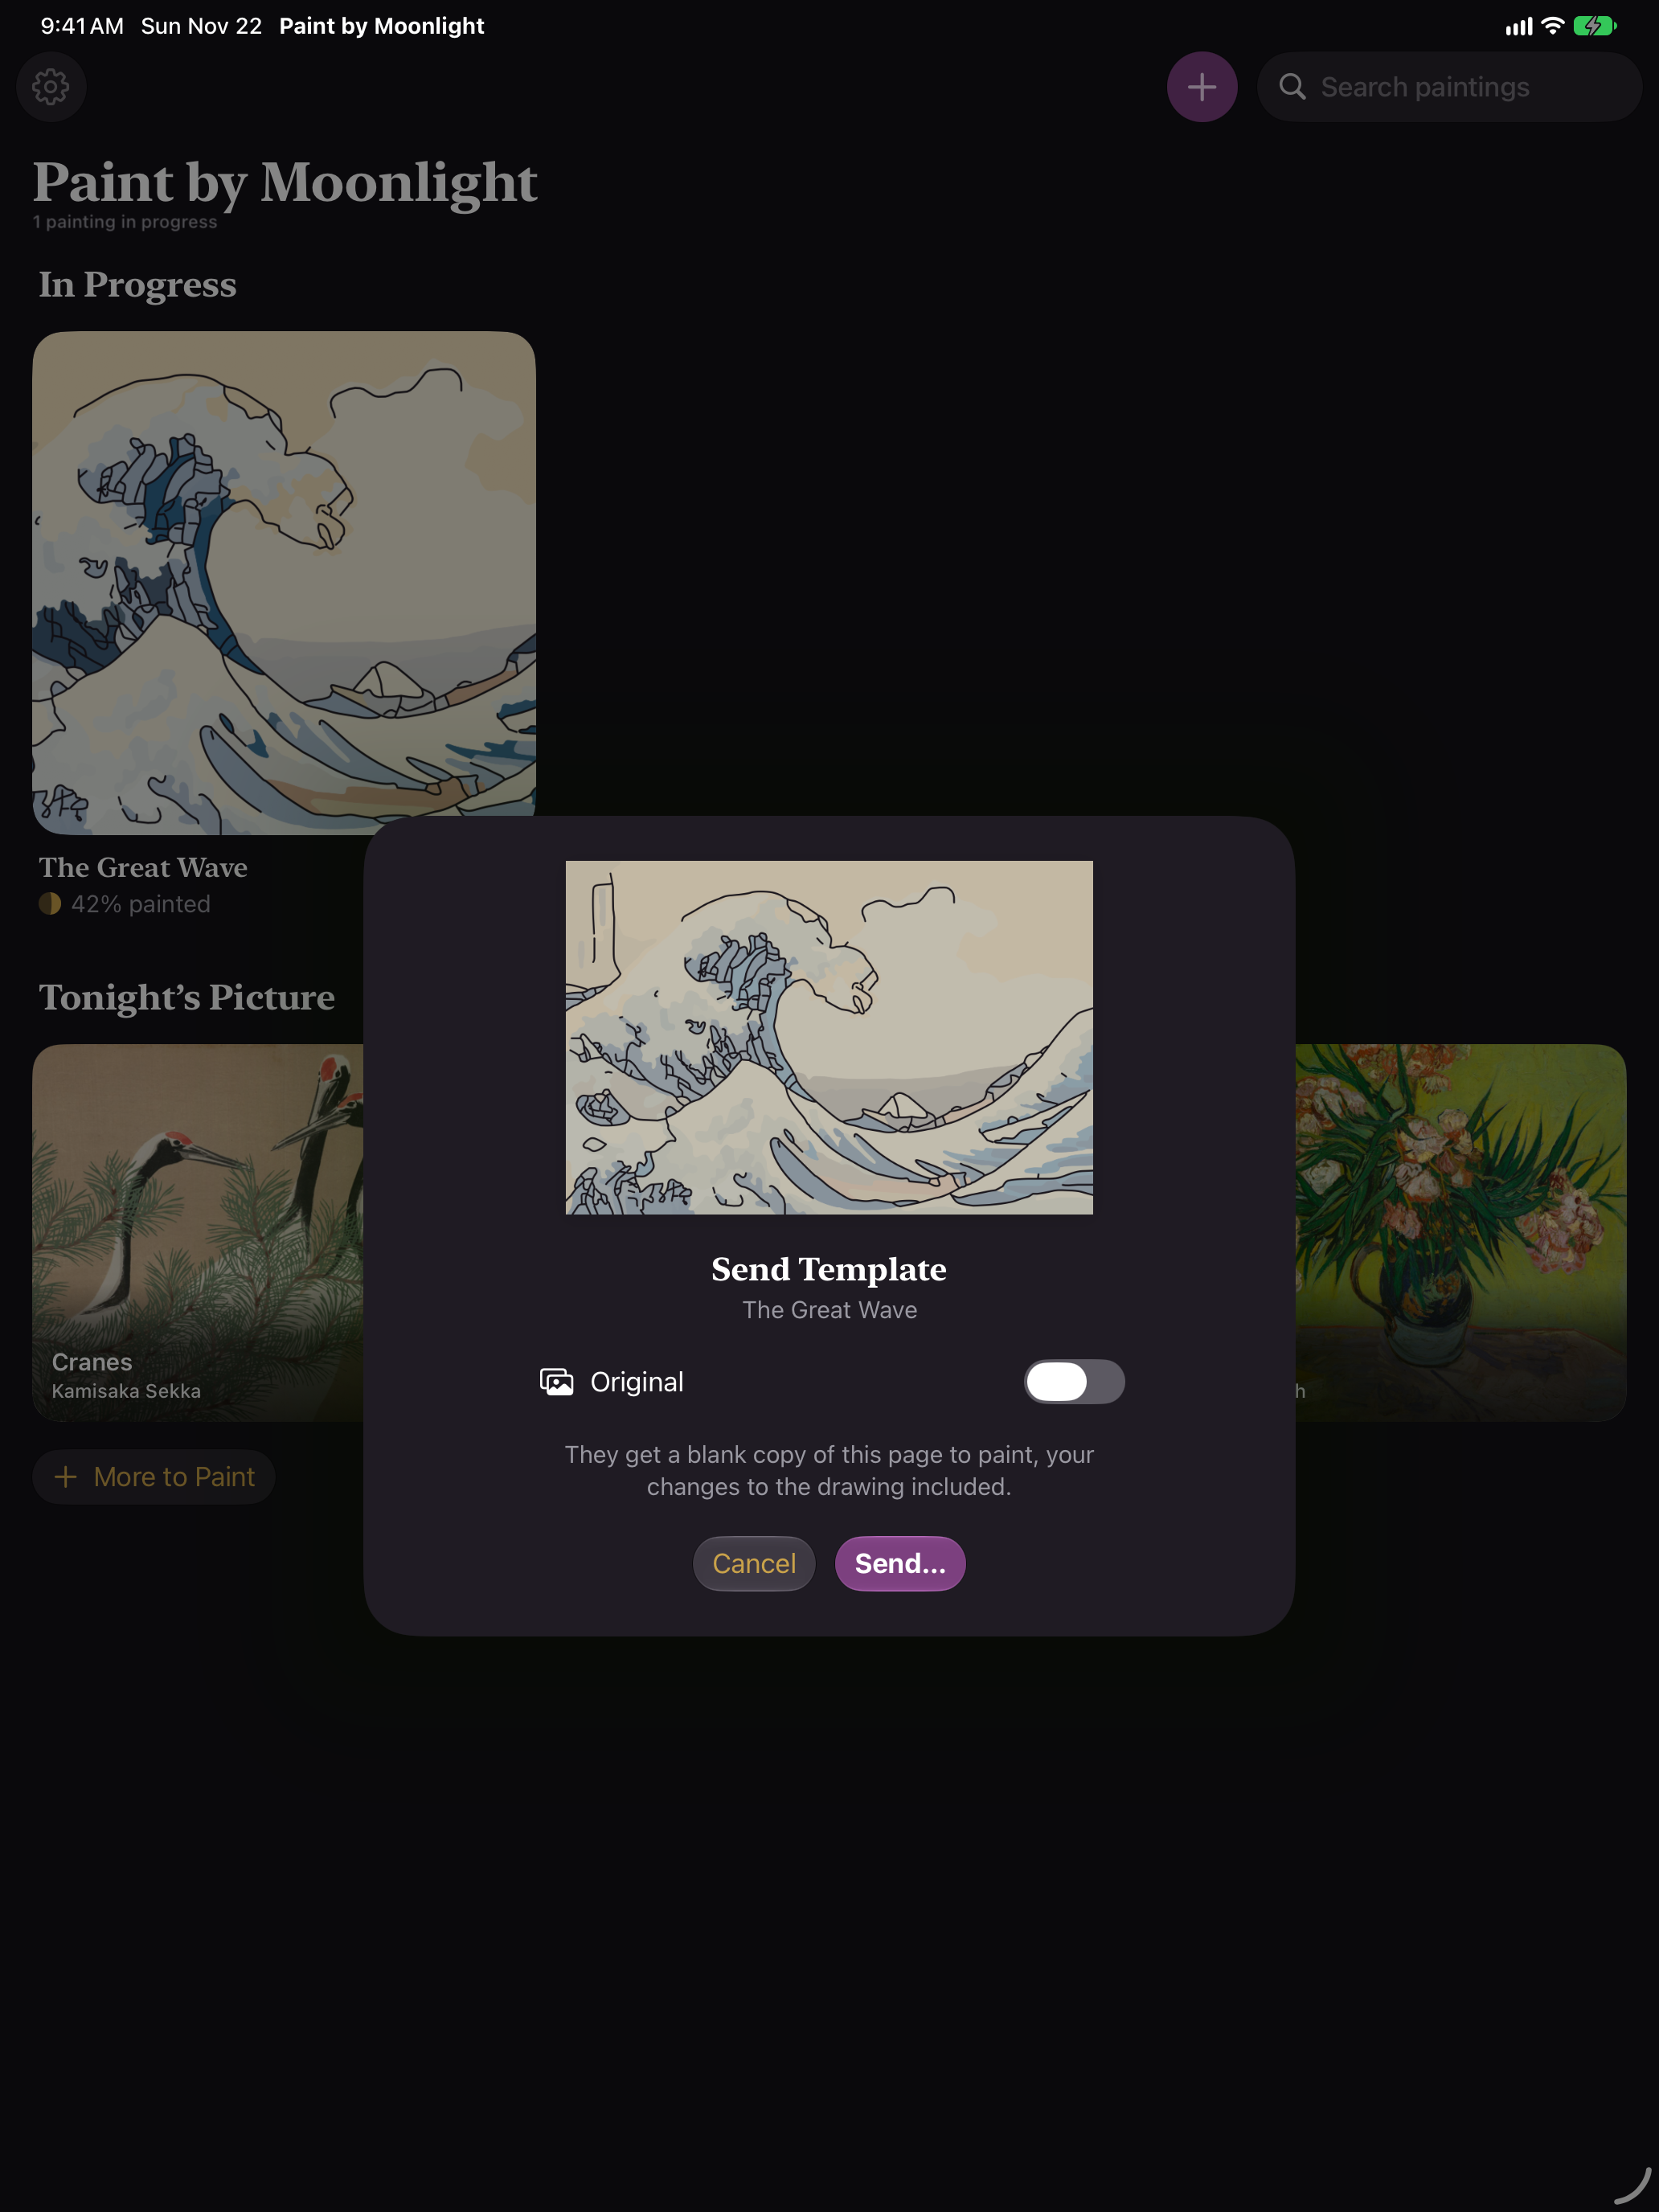 9:41 AM Sun Nov 22 Paint by Moonlight
Search paintings
Paint by Moonlight
1 painting in progress
In Progress
The Great Wave
42% painted
Tonight’s Picture
Cranes
Kamisaka Sekka
h
More to Paint
Send Template
The Great Wave
Original
They get a blank copy of this page to paint, your
changes to the drawing included.
Cancel
Send...